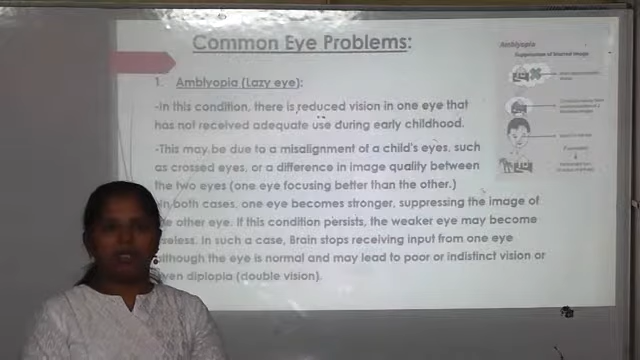 Common Eye Problems:
1. Amblyopia (Lazy eye):
-In this condition, there is reduced vision in one eye that
has not received adequate use during early childhood.
-This may be due to a misalignment of a child's eyes, such
as crossed eyes, or a difference in image quality between
the two eyes (one eye focusing better than the other.)
-In both cases, one eye becomes stronger, suppressing the image of
other eye. If this condition persists, the weaker eye may become
In such a case, Brain stops receiving input from one eye
although the eye is normal and may lead to poor or indistinct vision or
even diplopia (double vision).
Amblyopia
Suppression of blurred image